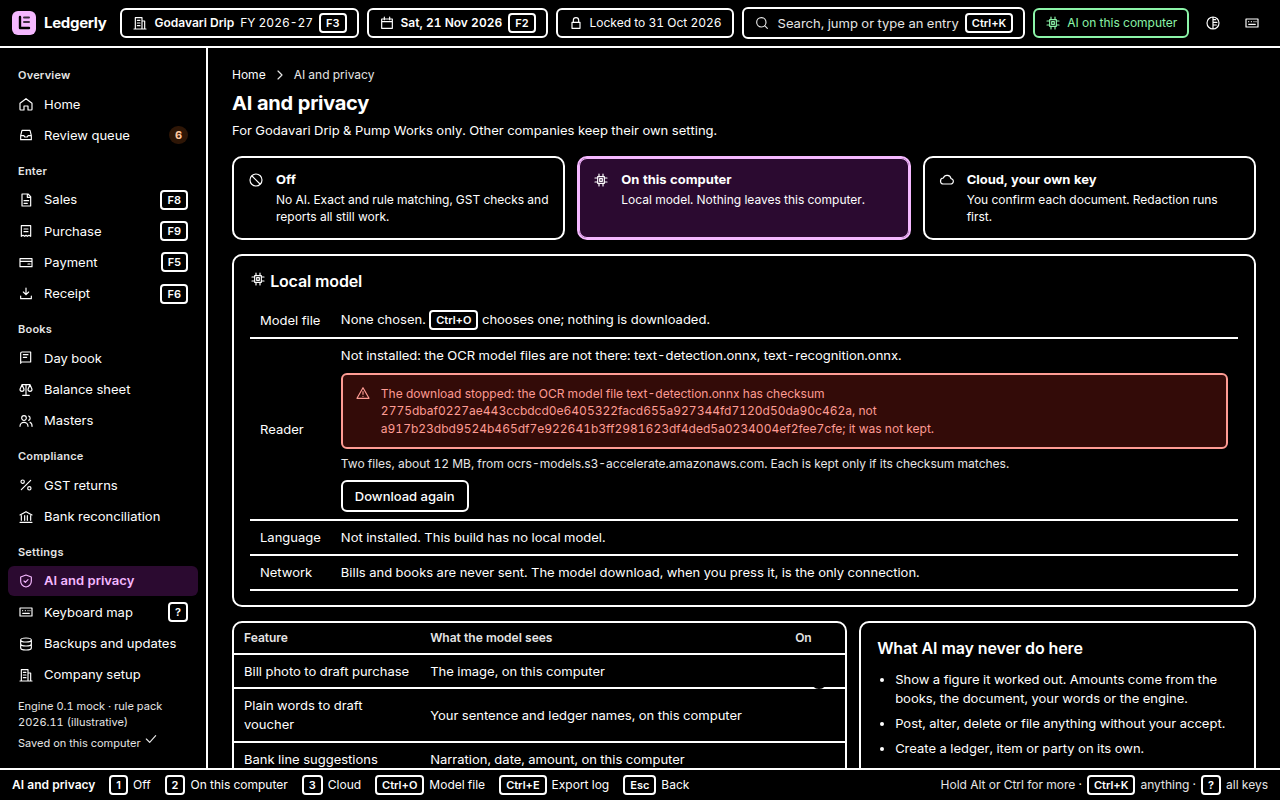 Ledgerly
Godavari Drip FY 2026-27 F3
Sat, 21 Nov 2026 F2
Locked to 31 Oct 2026
Search, jump or type an entry Ctrl+K
AI on this computer
Overview
Home
Review queue 6
Enter
Sales F8
Purchase F9
Payment F5
Receipt F6
Books
Day book
Balance sheet
Masters
Compliance
GST returns
Bank reconciliation
Settings
AI and privacy
Keyboard map ?
Backups and updates
Company setup
Engine 0.1 mock · rule pack
2026.11 (illustrative)
Saved on this computer
Home > AI and privacy
AI and privacy
For Godavari Drip & Pump Works only. Other companies keep their own setting.
Off
No AI. Exact and rule matching, GST checks and
reports all still work.
On this computer
Local model. Nothing leaves this computer.
Cloud, your own key
You confirm each document. Redaction runs
first.
Local model
Model file None chosen. Ctrl+O chooses one; nothing is downloaded.
Reader
Not installed: the OCR model files are not there: text-detection.onnx, text-recognition.onnx.
The download stopped: the OCR model file text-detection.onnx has checksum
2775dbaf0227ae443ccbdcd0e6405322facd655a927344fd7120d50da90c462a, not
a917b23dbd9524b465df7e922641b3ff2981623df4ded5a0234004ef2fee7cfe; it was not kept.
Two files, about 12 MB, from ocrs-models.s3-accelerate.amazonaws.com. Each is kept only if its checksum matches.
Download again
Language Not installed. This build has no local model.
Network Bills and books are never sent. The model download, when you press it, is the only connection.
Feature What the model sees On
Bill photo to draft purchase The image, on this computer
Plain words to draft
voucher
Your sentence and ledger names, on this computer
Bank line suggestions Narration, date, amount, on this computer
What AI may never do here
• Show a figure it worked out. Amounts come from the
books, the document, your words or the engine.
• Post, alter, delete or file anything without your accept.
• Create a ledger, item or party on its own.
AI and privacy 1 Off 2 On this computer 3 Cloud Ctrl+O Model file Ctrl+E Export log Esc Back
Hold Alt or Ctrl for more · Ctrl+K anything · ? all keys